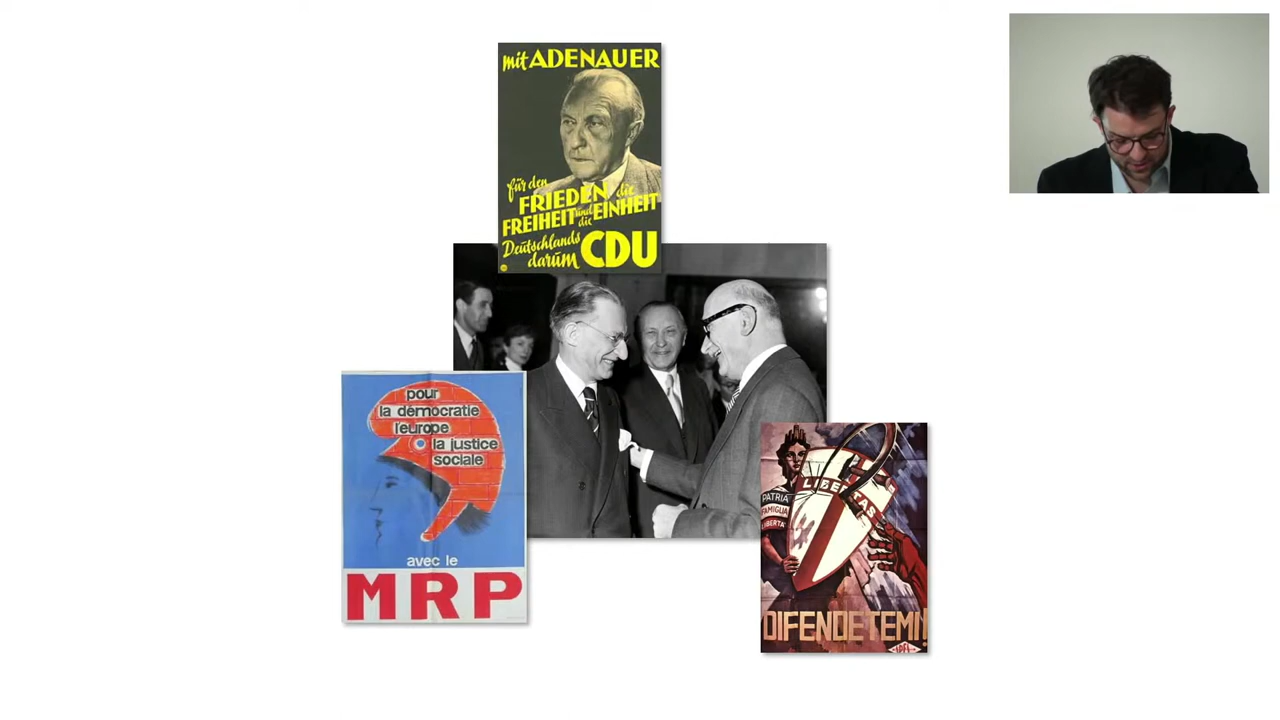 mit ADENAUER
für den
FRIEDEN, die
FREIHEIT und die EINHEIT
Deutschlands
darum CDU
pour
la démocratie
l'europe
la justice
sociale
avec le
MRP
LIBERTAS
PATRIA
FAMIGLIA
LIBERTA'
DIFENDETEMI!